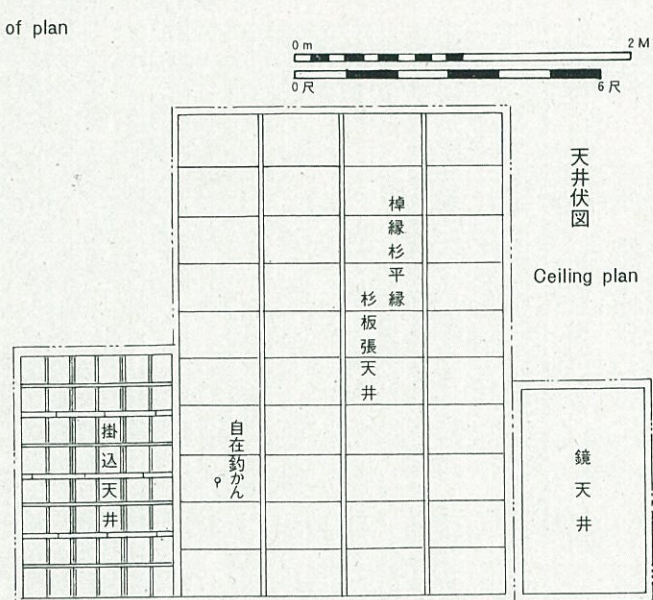 of plan
0 m 2 M
0 尺 6 尺
天井伏図
Ceiling plan
棹縁杉平縁
杉板張天井
自在釣かん
掛込天井
鏡天井